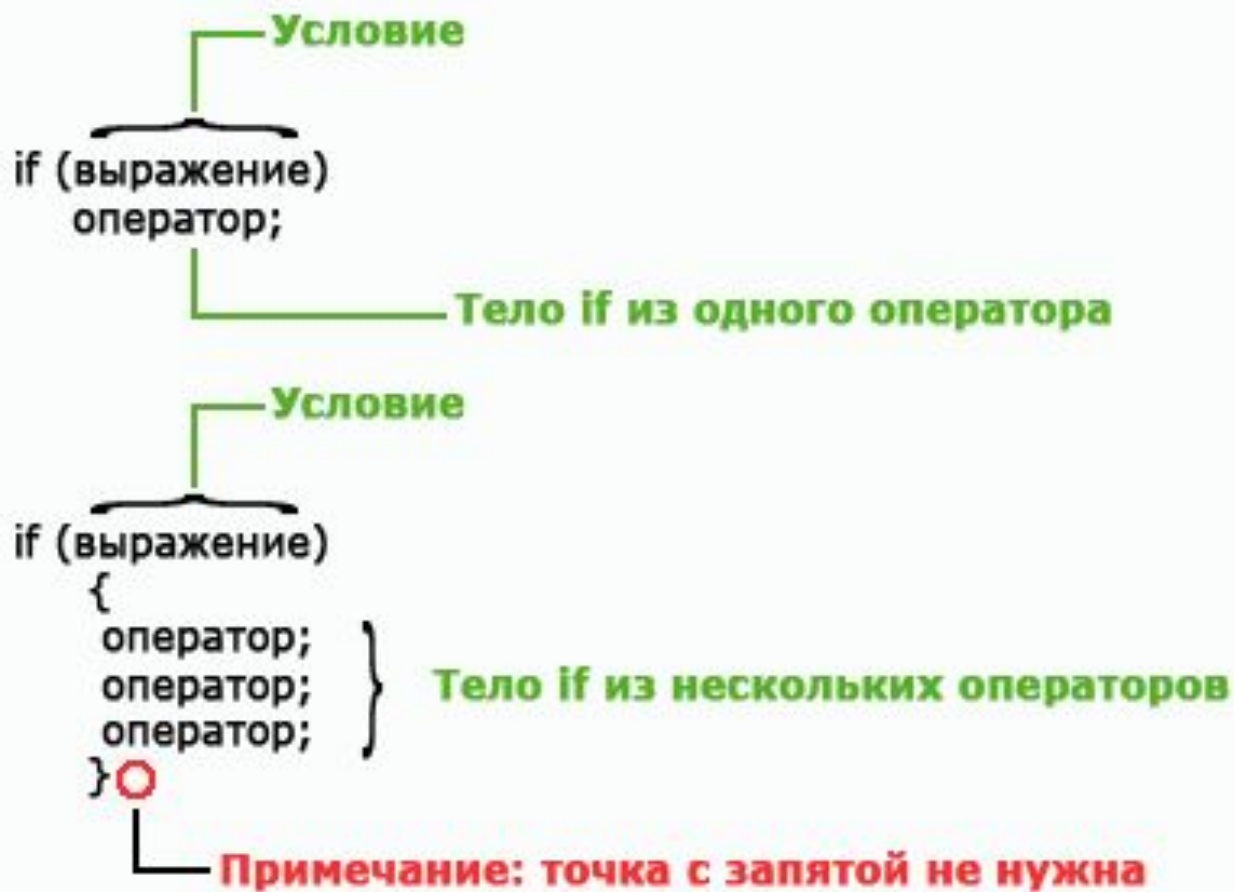 Условие
if (выражение)
оператор;
Тело if из одного оператора
Условие
if (выражение)
{
оператор;
оператор;
оператор;
Тело if из нескольких операторов
}
Примечание: точка с запятой не нужна